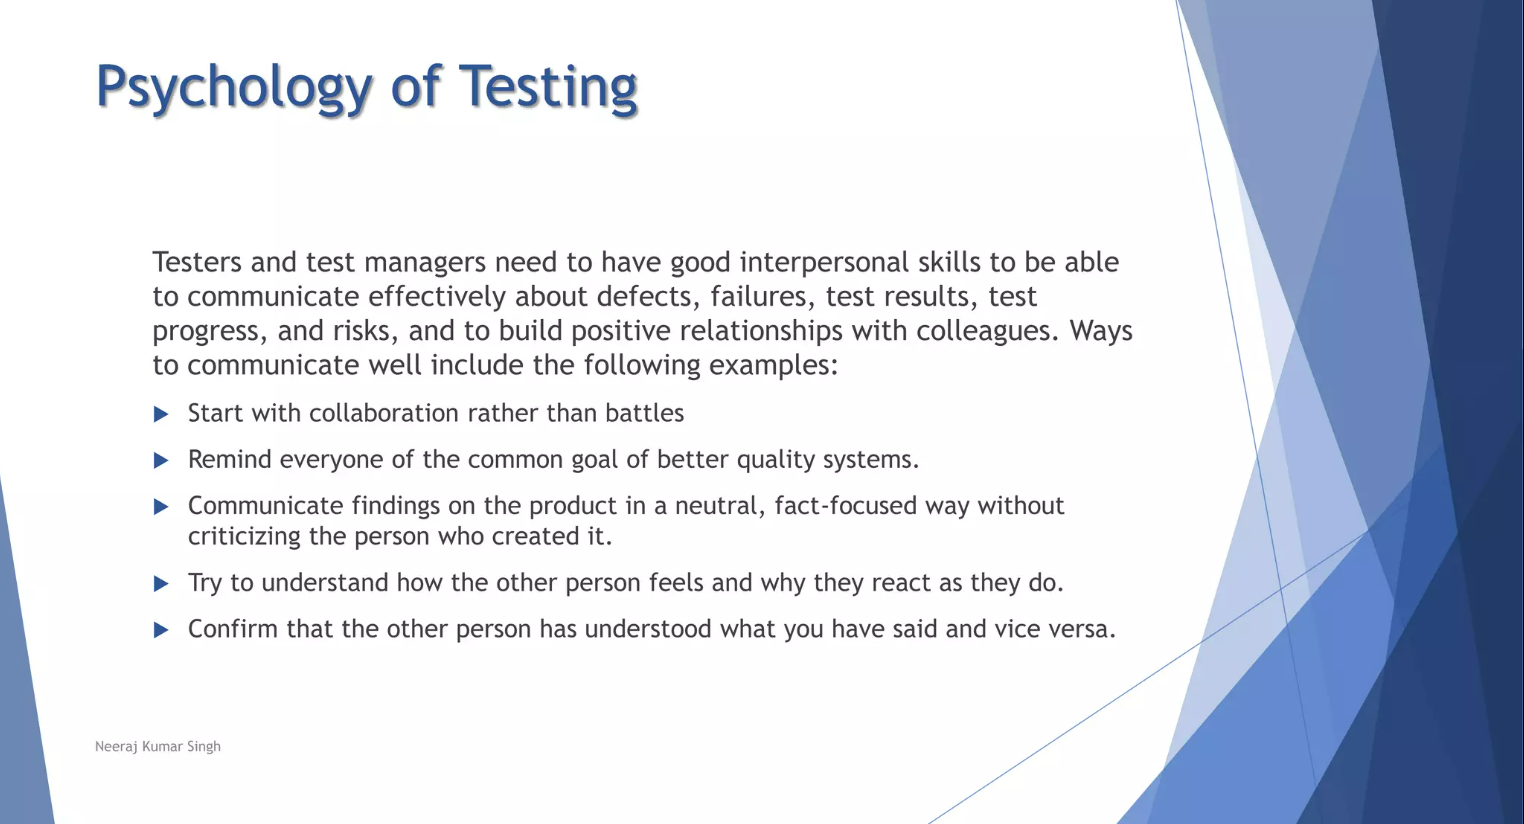 Psychology of Testing
Testers and test managers need to have good interpersonal skills to be able
to communicate effectively about defects, failures, test results, test
progress, and risks, and to build positive relationships with colleagues. Ways
to communicate well include the following examples:
Start with collaboration rather than battles
Remind everyone of the common goal of better quality systems.
Communicate findings on the product in a neutral, fact-focused way without
criticizing the person who created it.
Try to understand how the other person feels and why they react as they do.
Confirm that the other person has understood what you have said and vice versa.
Neeraj Kumar Singh